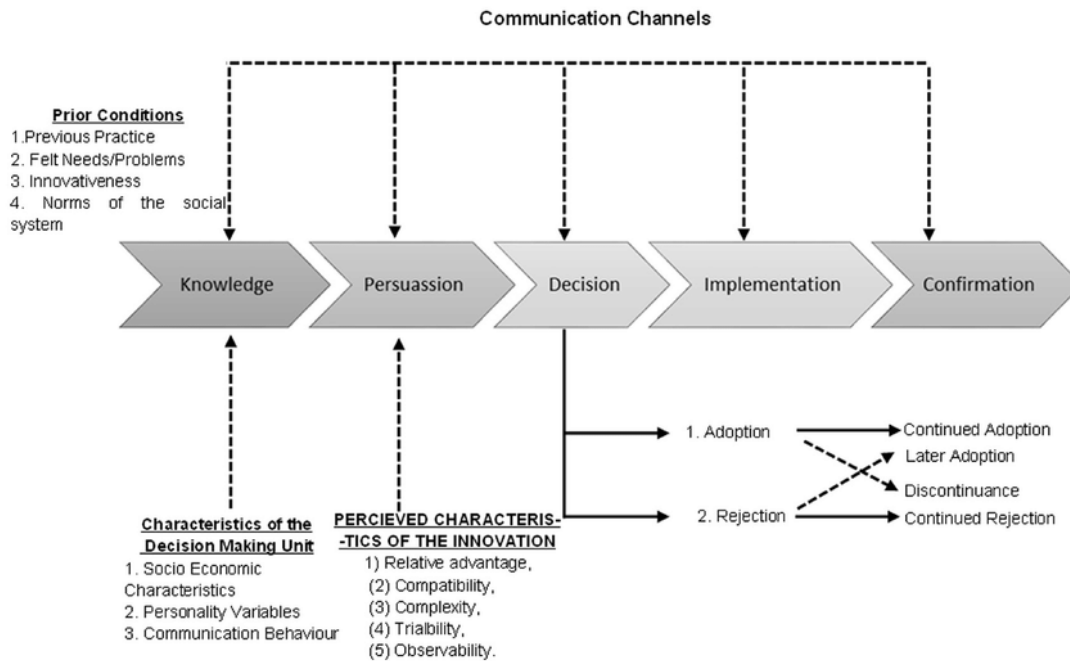 Communication Channels
Prior Conditions
1.Previous Practice
2. Felt Needs/Problems
3. Innovativeness
4. Norms of the social
system
Knowledge
Persuassion
Decision
Implementation
Confirmation
1. Adoption
Continued Adoption
Later Adoption
Discontinuance
2. Rejection
Continued Rejection
Characteristics of the
Decision Making Unit
1. Socio Economic
Characteristics
2. Personality Variables
3. Communication Behaviour
PERCIEVED CHARACTERIS-
-TICS OF THE INNOVATION
1) Relative advantage,
(2) Compatibility,
(3) Complexity,
(4) Trialbility,
(5) Observability.